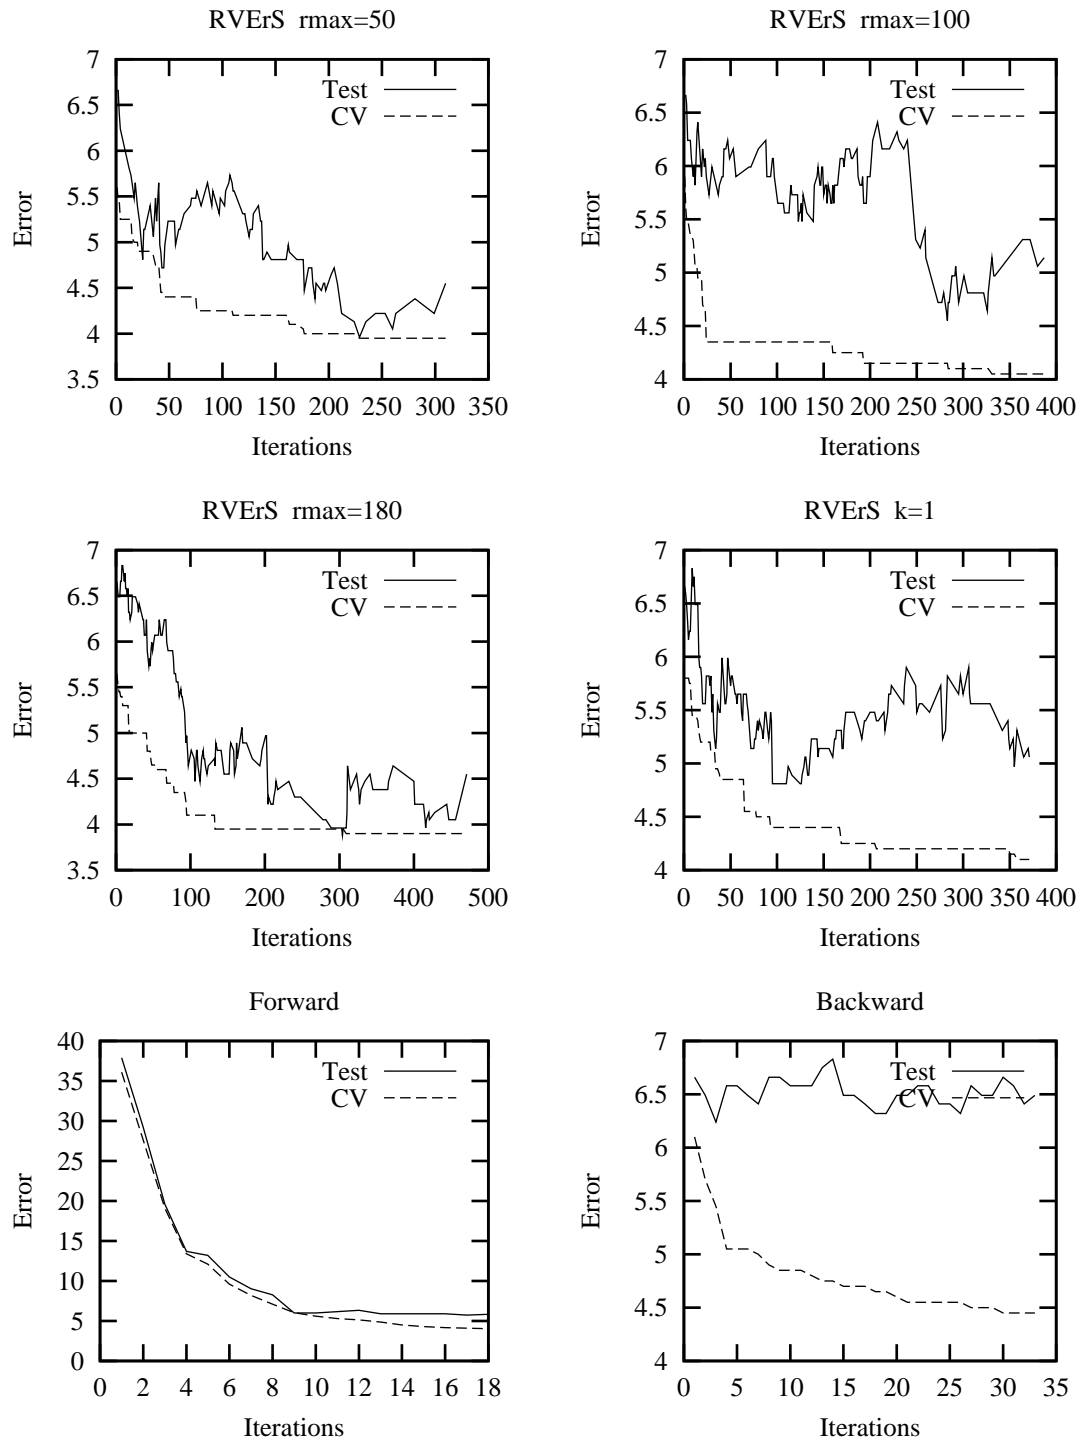 RVErS rmax=50
7
6.5
6
5.5
5
4.5
4
3.5
Error
Test
CV
0 50 100 150 200 250 300 350
Iterations
RVErS rmax=100
7
6.5
6
5.5
5
4.5
4
Error
Test
CV
0 50 100 150 200 250 300 350 400
Iterations
RVErS rmax=180
7
6.5
6
5.5
5
4.5
4
3.5
Error
Test
CV
0 100 200 300 400 500
Iterations
RVErS k=1
7
6.5
6
5.5
5
4.5
4
Error
Test
CV
0 50 100 150 200 250 300 350 400
Iterations
Forward
40
35
30
25
20
15
10
5
0
Error
Test
CV
0 2 4 6 8 10 12 14 16 18
Iterations
Backward
7
6.5
6
5.5
5
4.5
4
Error
Test
CV
0 5 10 15 20 25 30 35
Iterations